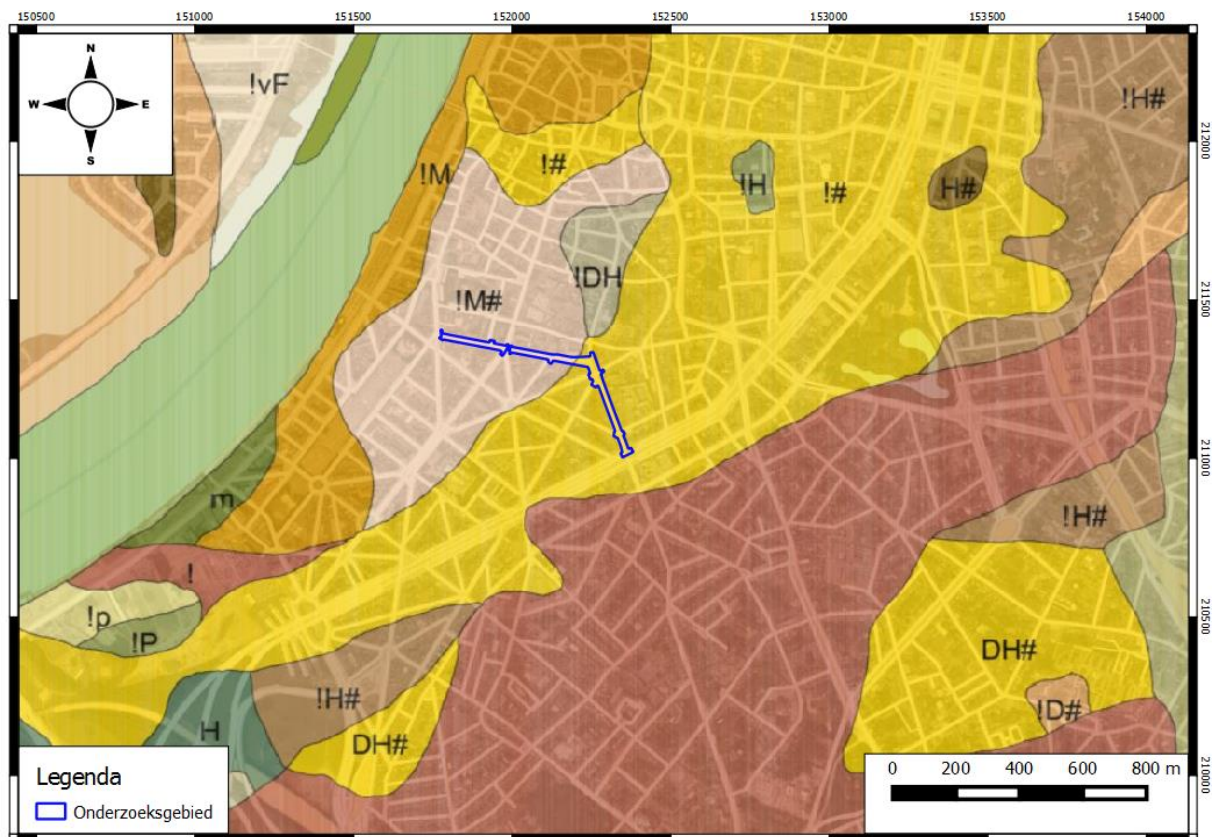 150500 151000 151500 152000 152500 153000 153500 154000
N
W E
S
!vF
!H#
212000
!M
!#
!H
!#
H#
!DH
!M#
211500
211000
m
!H#
!
!p
!P
210500
DH#
!H#
!D#
H
DH#
210000
Legenda
Onderzoeksgebied
0 200 400 600 800 m